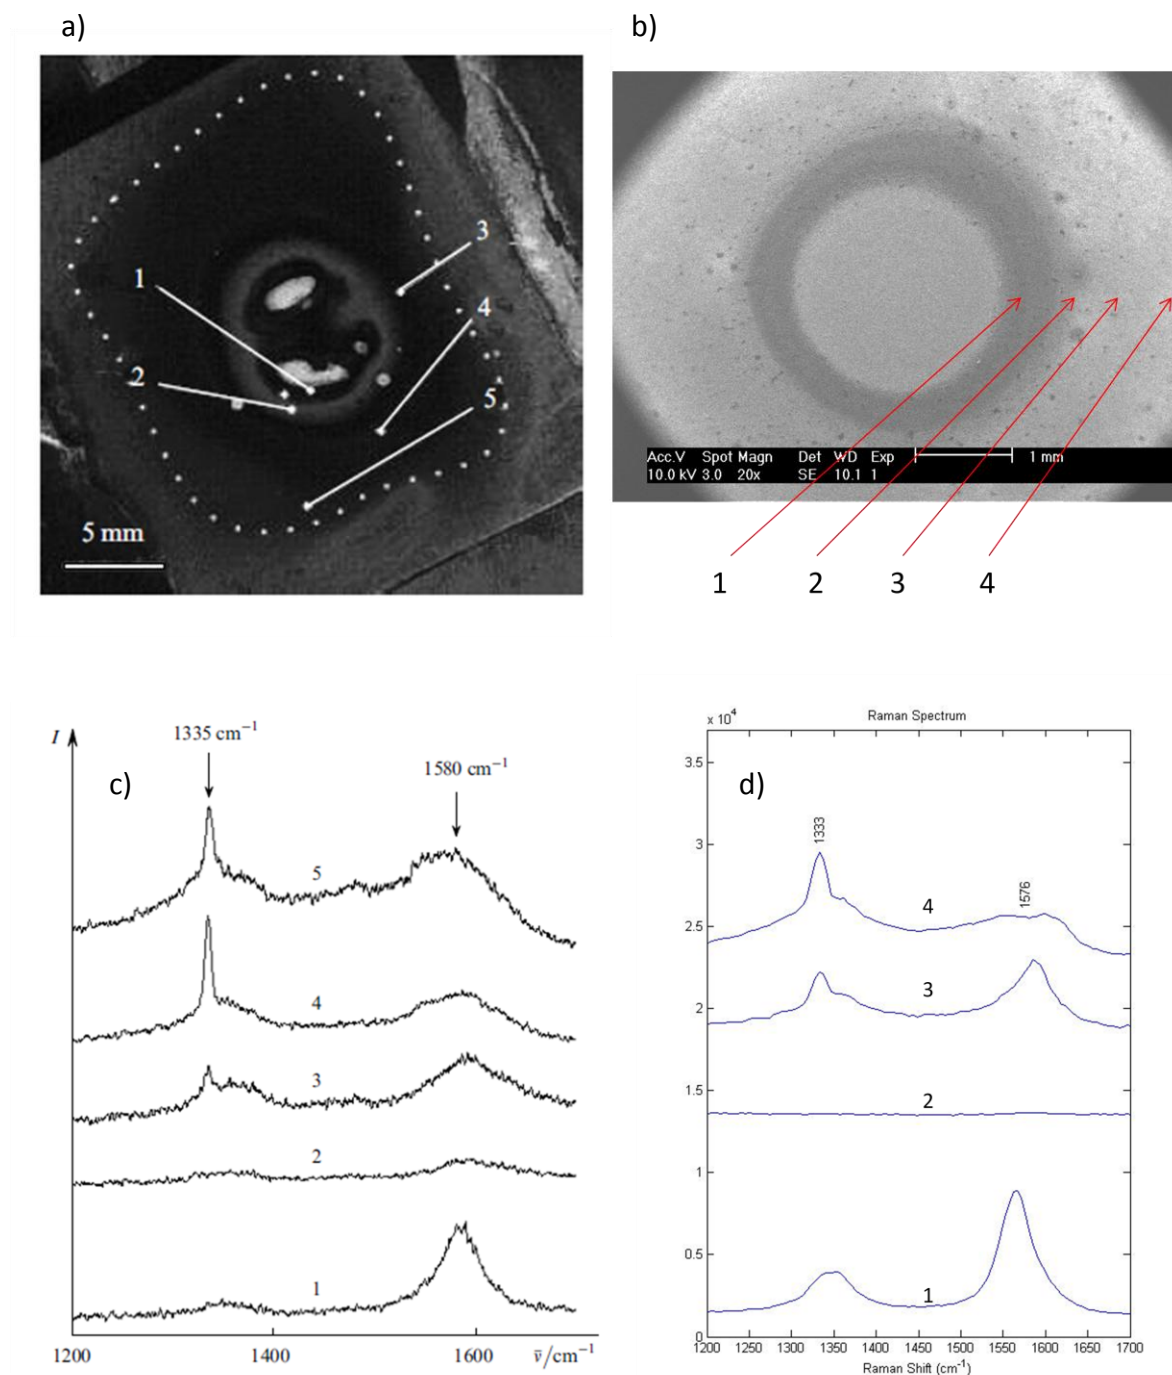 a)
b)
1
2
3
4
5
5 mm
Acc.V Spot Magn Det WD Exp 1 mm
10.0 kV 3.0 20x SE 10.1 1
1 2 3 4
I
1335 cm⁻¹
1580 cm⁻¹
c)
5
4
3
2
1
1200 1400 1600 ν̄/cm⁻¹
Raman Spectrum
x 10⁴
d)
3.5
3
2.5
2
1.5
1
0.5
0
1333
1576
4
3
2
1
1200 1250 1300 1350 1400 1450 1500 1550 1600 1650 1700
Raman Shift (cm⁻¹)